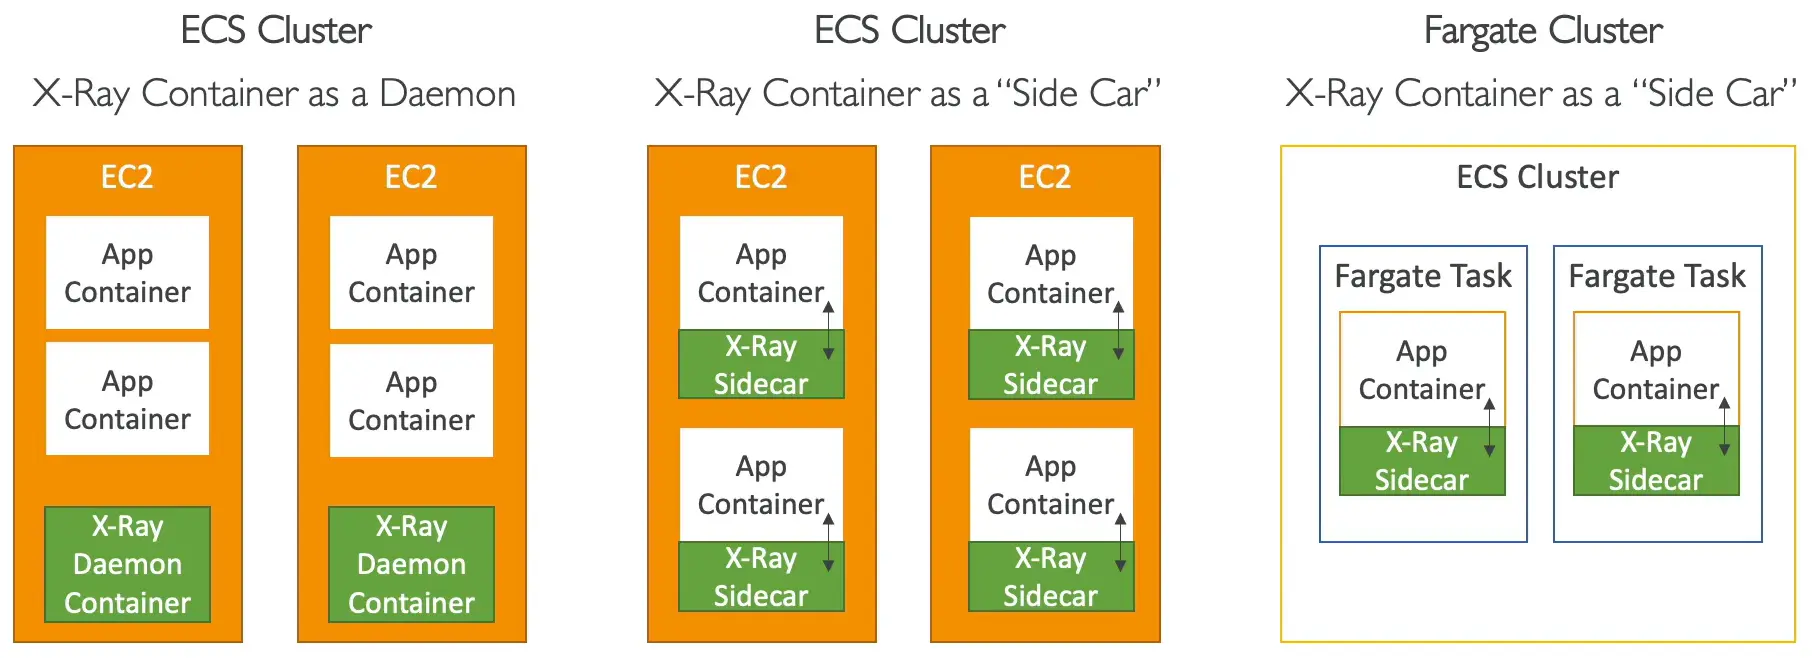 ECS Cluster
X-Ray Container as a Daemon
EC2
App
Container
App
Container
X-Ray
Daemon
Container
EC2
App
Container
App
Container
X-Ray
Daemon
Container
ECS Cluster
X-Ray Container as a “Side Car”
EC2
App
Container
X-Ray
Sidecar
App
Container
X-Ray
Sidecar
EC2
App
Container
X-Ray
Sidecar
App
Container
X-Ray
Sidecar
Fargate Cluster
X-Ray Container as a “Side Car”
ECS Cluster
Fargate Task
App
Container
X-Ray
Sidecar
Fargate Task
App
Container
X-Ray
Sidecar